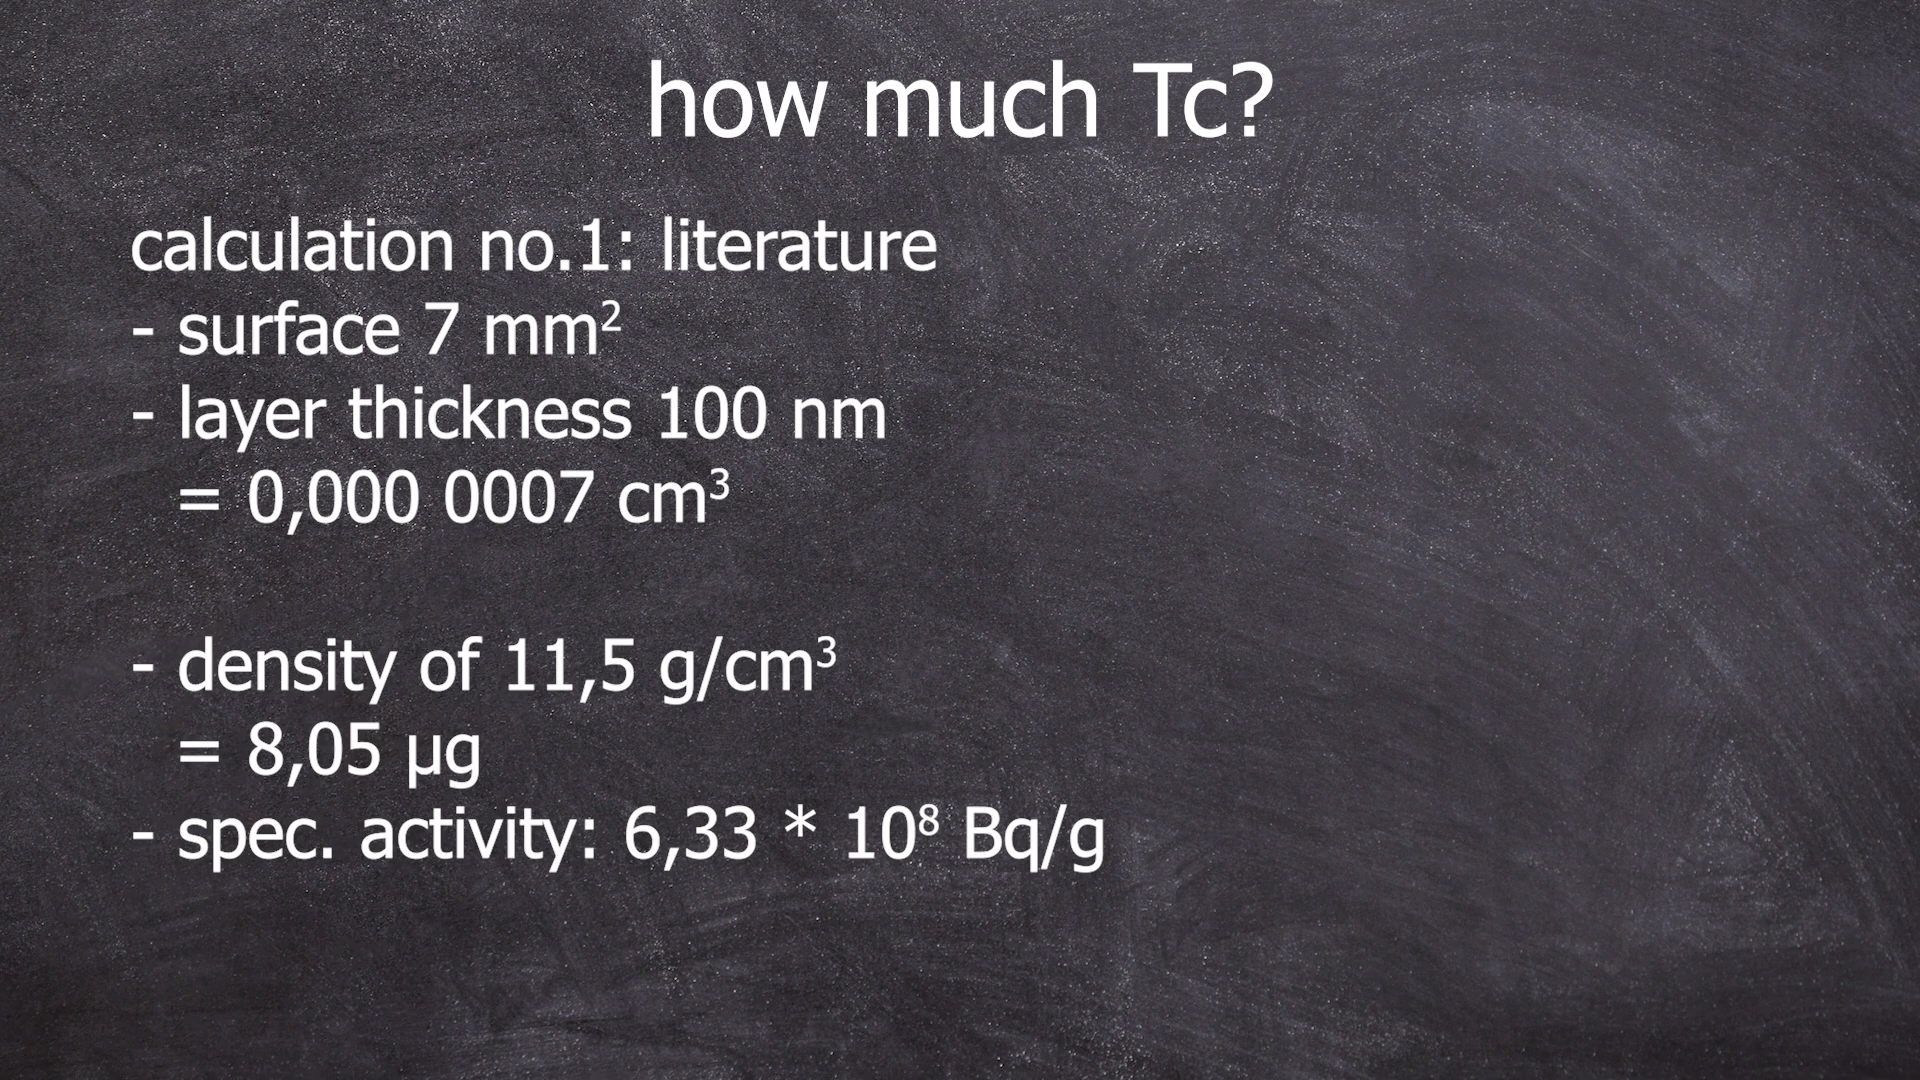 how much Tc?
calculation no.1: literature
- surface 7 mm²
- layer thickness 100 nm
= 0,000 0007 cm³
- density of 11,5 g/cm³
= 8,05 µg
- spec. activity: 6,33 * 10⁸ Bq/g